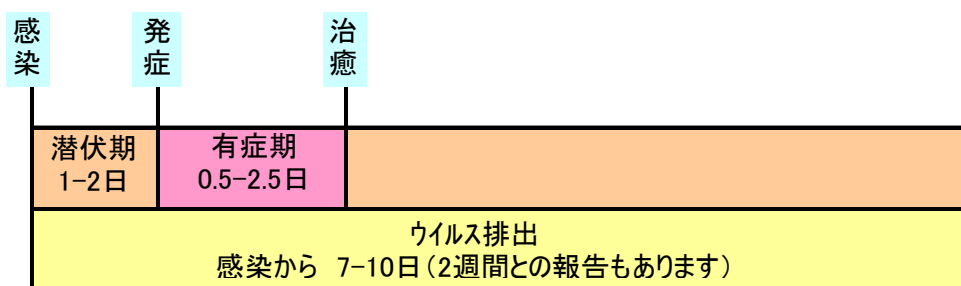 感染
発症
治癒
潜伏期
1-2日
有症期
0.5-2.5日
ウイルス排出
感染から 7-10日（2週間との報告もあります）